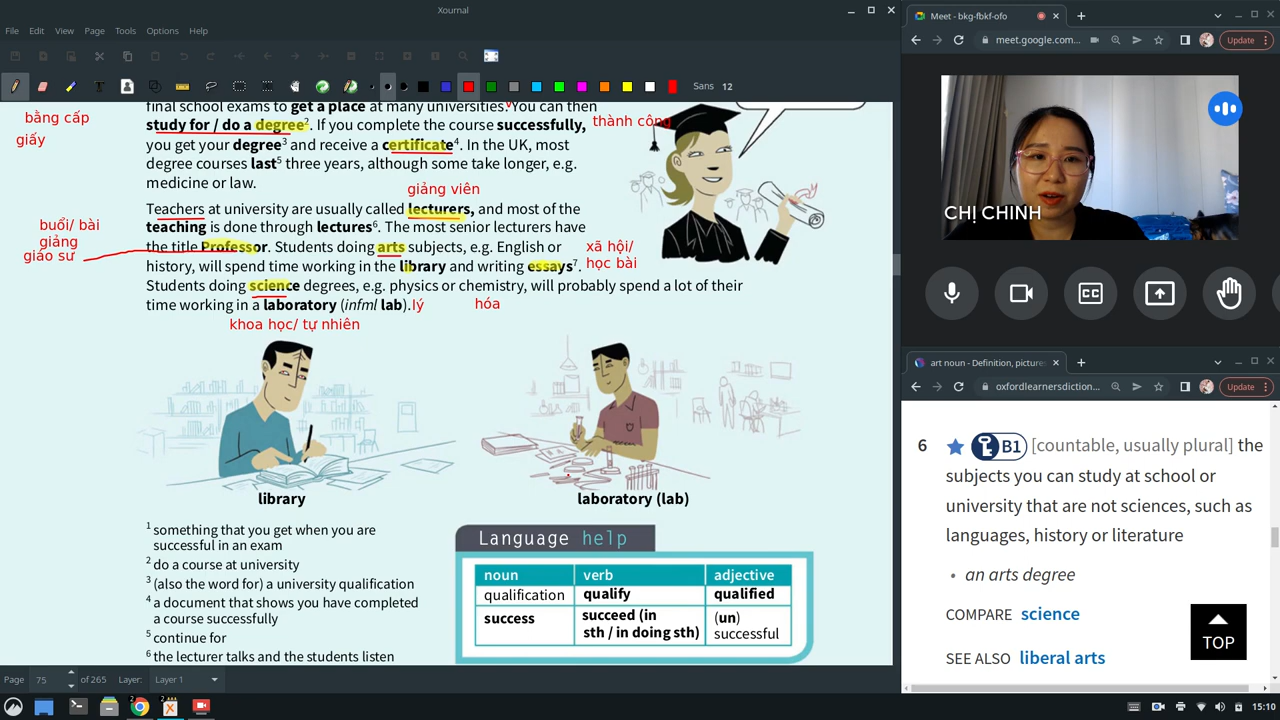 Xournal
File Edit View Page Tools Options Help
Sans 12
final school exams to get a place at many universities. You can then
bằng cấp
study for / do a degree2. If you complete the course successfully,
thành công
giấy
you get your degree3 and receive a certificate4. In the UK, most
degree courses last5 three years, although some take longer, e.g.
medicine or law.
giảng viên
Teachers at university are usually called lecturers, and most of the
buổi/ bài
teaching is done through lectures6. The most senior lecturers have
giảng
the title Professor. Students doing arts subjects, e.g. English or
xã hội/
giáo sư
history, will spend time working in the library and writing essays7.
học bài
Students doing science degrees, e.g. physics or chemistry, will probably spend a lot of their
time working in a laboratory (infml lab).
lý
hóa
khoa học/ tự nhiên
library
laboratory (lab)
1 something that you get when you are
successful in an exam
2 do a course at university
3 (also the word for) a university qualification
4 a document that shows you have completed
a course successfully
5 continue for
6 the lecturer talks and the students listen
Language help
noun verb adjective
qualification qualify qualified
success succeed (in sth / in doing sth) (un)successful
Page 75 of 265 Layer: Layer 1
Meet - bkg-fbkf-ofo
meet.google.com... Update
CHỊ CHINH
art noun - Definition, picture
oxfordlearnersdiction... Update
6 B1 [countable, usually plural] the
subjects you can study at school or
university that are not sciences, such as
languages, history or literature
• an arts degree
COMPARE science
SEE ALSO liberal arts
TOP
2 2 15:10